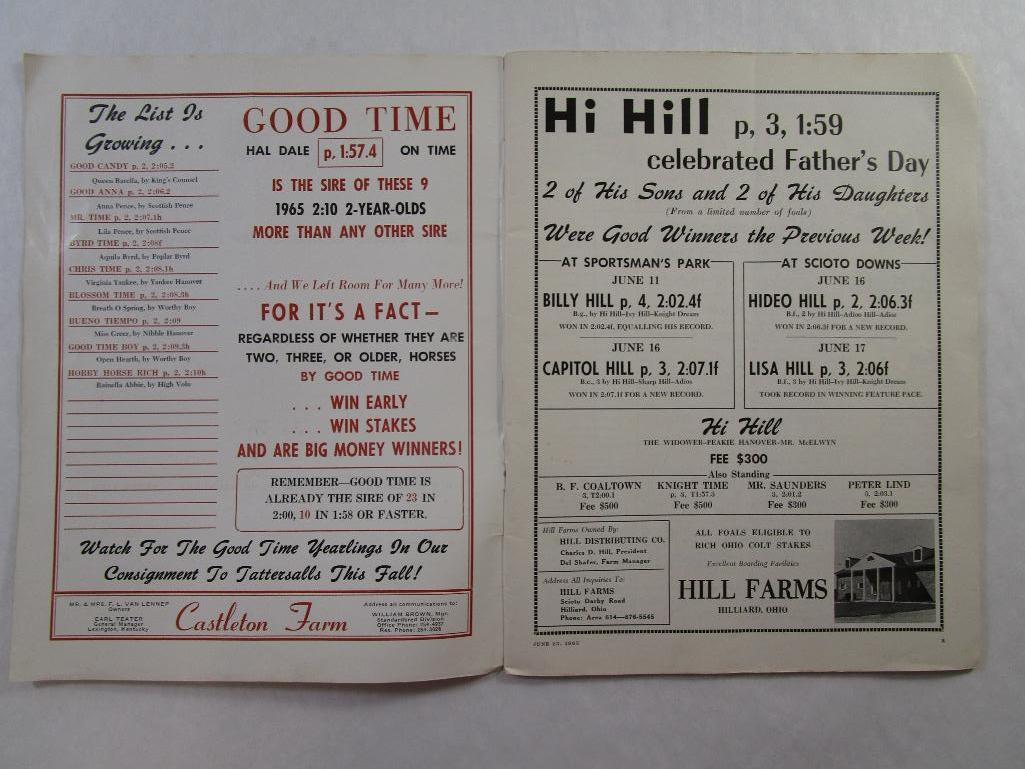 The List Is
Growing . . .
GOOD CANDY p, 2, 2:05.2
Queen Barella, by King's Counsel
GOOD ANNA p, 2, 2:06.2
Anna Pence, by Scottish Pence
MR. TIME p, 2, 2:07.1h
Lila Pence, by Scottish Pence
BYRD TIME p, 2, 2:08f
Aquila Byrd, by Poplar Byrd
CHRIS TIME p, 2, 2:08.1h
Virginia Yankee, by Yankee Hanover
BLOSSOM TIME p, 2, 2:08.3h
Breath O Spring, by Worthy Boy
BUENO TIEMPO p, 2, 2:09
Miss Greer, by Nibble Hanover
GOOD TIME BOY p, 2, 2:09.3h
Open Hearth, by Worthy Boy
HOBBY HORSE RICH p, 2, 2:10h
Rainella Abbie, by High Volo
GOOD TIME
HAL DALE p, 1:57.4 ON TIME
IS THE SIRE OF THESE 9
1965 2:10 2-YEAR-OLDS
MORE THAN ANY OTHER SIRE
. . . . And We Left Room For Many More!
FOR IT'S A FACT—
REGARDLESS OF WHETHER THEY ARE
TWO, THREE, OR OLDER, HORSES
BY GOOD TIME
. . . WIN EARLY
. . . WIN STAKES
AND ARE BIG MONEY WINNERS!
REMEMBER—GOOD TIME IS
ALREADY THE SIRE OF 23 IN
2:00, 10 IN 1:58 OR FASTER.
Watch For The Good Time Yearlings In Our
Consignment To Tattersalls This Fall!
MR. & MRS. F. L. VAN LENNEP
Owners
EARL TEATER
General Manager
Lexington, Kentucky
Castleton Farm
Address all communications to:
WILLIAM BROWN, Mgr.
Standardbred Division
Office Phone: 254-4937
Res. Phone:
Hi Hill p, 3, 1:59
celebrated Father's Day
2 of His Sons and 2 of His Daughters
(From a limited number of foals)
Were Good Winners the Previous Week!
AT SPORTSMAN'S PARK
JUNE 11
BILLY HILL p, 4, 2:02.4f
B.g., by Hi Hill–Ivy Hill–Knight Dream
WON IN 2:02.4f, EQUALLING HIS RECORD.
JUNE 16
CAPITOL HILL p, 3, 2:07.1f
B.c., 3 by Hi Hill–Sharp Hill–Adios
WON IN 2:07.1f FOR A NEW RECORD.
AT SCIOTO DOWNS
JUNE 16
HIDEO HILL p, 2, 2:06.3f
B.f., 2 by Hi Hill–Adios Hill–Adios
WON IN 2:06.3f FOR A NEW RECORD.
JUNE 17
LISA HILL p, 3, 2:06f
B.f., 3 by Hi Hill–Ivy Hill–Knight Dream
TOOK RECORD IN WINNING FEATURE PACE.
Hi Hill
THE WIDOWER–PEAKIE HANOVER–MR. McELWYN
FEE $300
Also Standing
B. F. COALTOWN KNIGHT TIME MR. SAUNDERS PETER LIND
3, T2:00.1 p, 3, T1:57.3 3, 2:01.2 3, 2:03.1
Fee $500 Fee $500 Fee $300 Fee $300
Hill Farms Owned By:
HILL DISTRIBUTING CO.
Charles D. Hill, President
Del Shofer, Farm Manager
Address All Inquiries To:
HILL FARMS
Scioto Darby Road
Hilliard, Ohio
Phone: Area 614—876-5545
ALL FOALS ELIGIBLE TO
RICH OHIO COLT STAKES
Excellent Boarding Facilities
HILL FARMS
HILLIARD, OHIO
JUNE 23, 1965